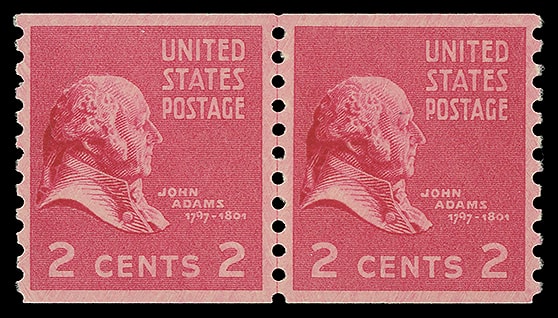 UNITED
STATES
POSTAGE
JOHN
ADAMS
1797-1801
2 CENTS 2
UNITED
STATES
POSTAGE
JOHN
ADAMS
1797-1801
2 CENTS 2